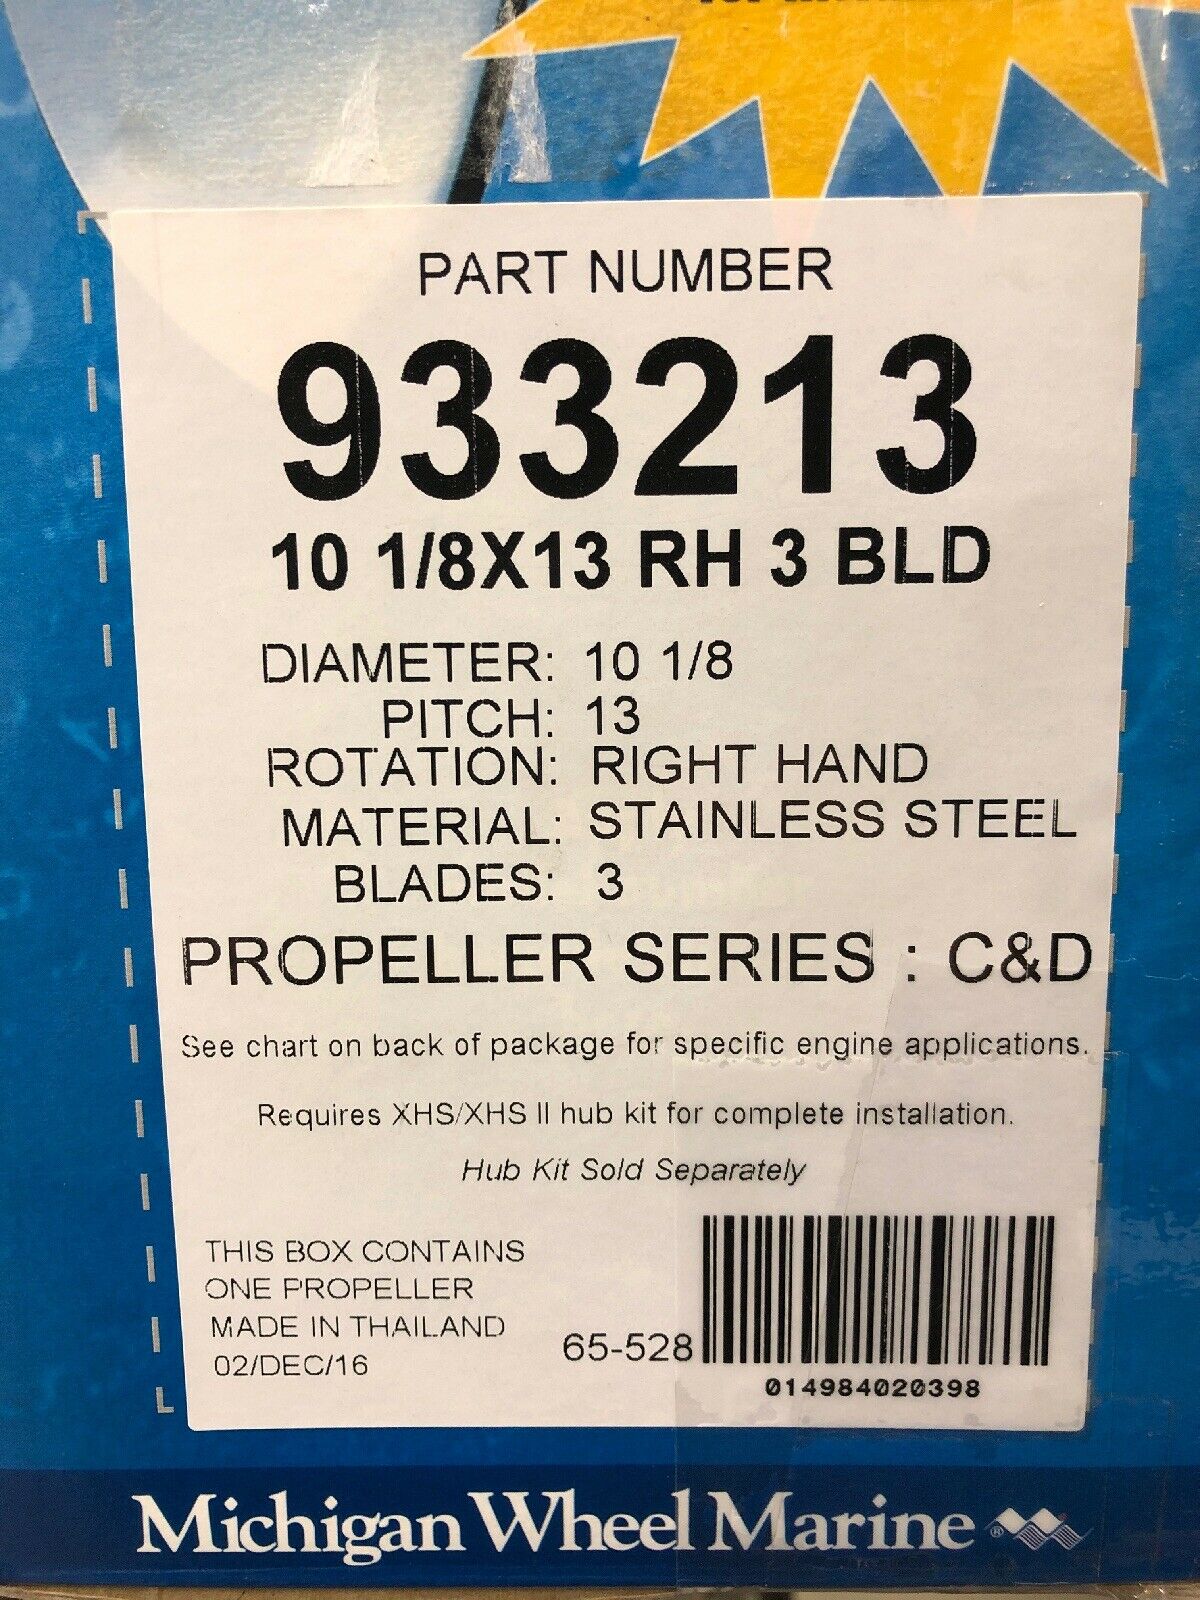 PART NUMBER
933213
10 1/8X13 RH 3 BLD
DIAMETER: 10 1/8
PITCH: 13
ROTATION: RIGHT HAND
MATERIAL: STAINLESS STEEL
BLADES: 3
PROPELLER SERIES : C&D
See chart on back of package for specific engine applications.
Requires XHS/XHS II hub kit for complete installation.
Hub Kit Sold Separately
THIS BOX CONTAINS
ONE PROPELLER
MADE IN THAILAND
02/DEC/16
65-528
014984020398
Michigan Wheel Marine ®